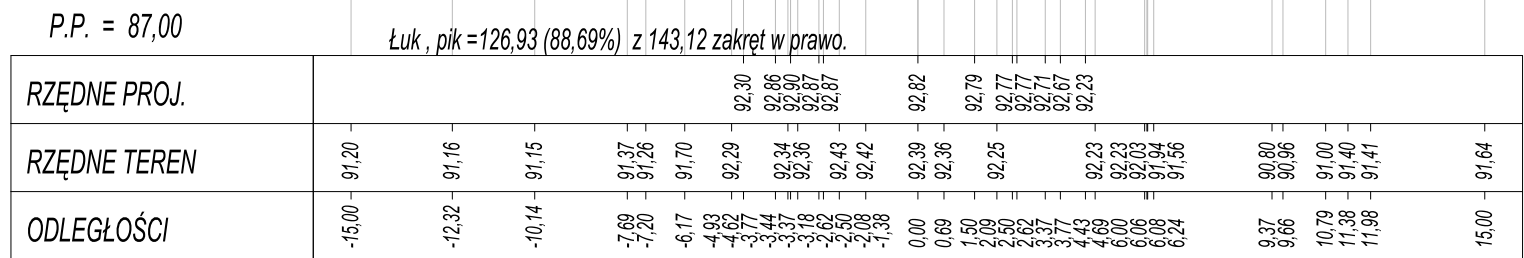 P.P. = 87,00
Łuk , pik =126,93 (88,69%) z 143,12 zakręt w prawo.
RZĘDNE PROJ. 92,30 92,86 92,90 92,87 92,87 92,82 92,79 92,77 92,77 92,71 92,67 92,23
RZĘDNE TEREN 91,20 91,16 91,15 91,37 91,26 91,70 92,29 92,34 92,36 92,43 92,42 92,39 92,36 92,25 92,23 92,23 92,03 91,94 91,56 90,80 90,96 91,00 91,40 91,41 91,64
ODLEGŁOŚCI -15,00 -12,32 -10,14 -7,69 -7,20 -6,17 -4,93 -4,62 -3,77 -3,44 -3,37 -3,18 -2,62 -2,50 -2,08 -1,38 0,00 0,69 1,50 2,09 2,50 2,62 3,37 3,77 4,43 4,69 6,00 6,06 6,08 6,24 9,37 9,66 10,79 11,38 11,98 15,00